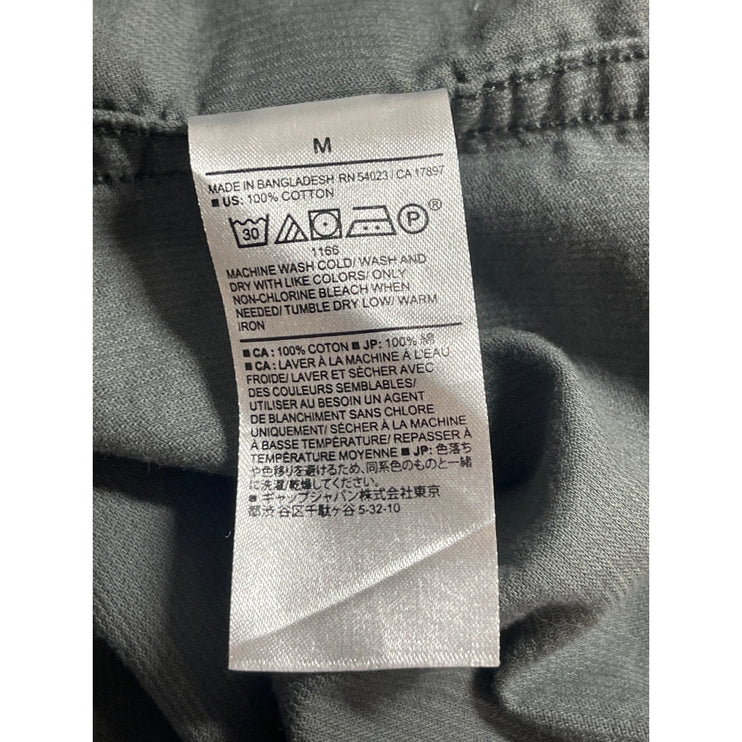 M
MADE IN BANGLADESH RN 54023 / CA 17897
■ US: 100% COTTON
30 P®
1166
MACHINE WASH COLD/ WASH AND
DRY WITH LIKE COLORS/ ONLY
NON-CHLORINE BLEACH WHEN
NEEDED/ TUMBLE DRY LOW/ WARM
IRON
■ CA : 100% COTON ■ JP: 100% 綿
■ CA: LAVER À LA MACHINE À L'EAU
FROIDE/ LAVER ET SÉCHER AVEC
DES COULEURS SEMBLABLES/
UTILISER AU BESOIN UN AGENT
DE BLANCHIMENT SANS CHLORE
UNIQUEMENT/ SÉCHER À LA MACHINE
À BASSE TEMPÉRATURE/ REPASSER À
TEMPÉRATURE MOYENNE ■ JP: 色落ち
や色移りを避けるため、同系色のものと一緒
に洗濯/乾燥してください。
■ ギャップジャパン株式会社東京
都渋谷区千駄ヶ谷 5-32-10